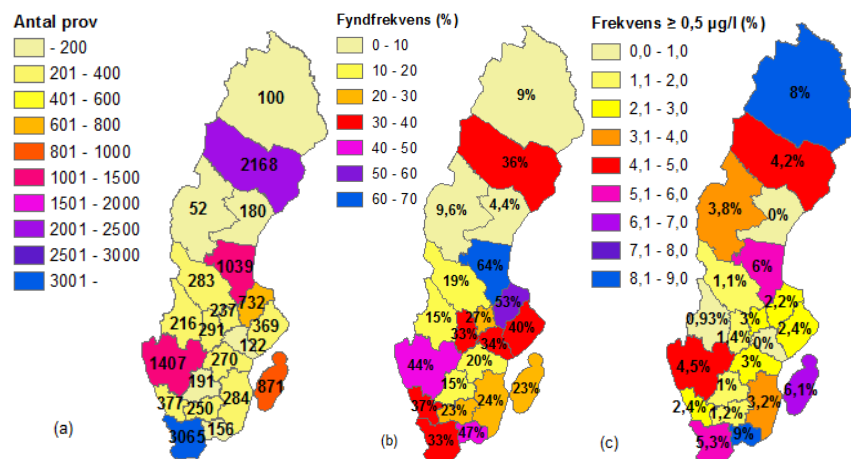 Antal prov
- 200
201 - 400
401 - 600
601 - 800
801 - 1000
1001 - 1500
1501 - 2000
2001 - 2500
2501 - 3000
3001 -
100
2168
52
180
1039
283
732
237
216
291
369
122
1407
270
191
871
284
377
250
156
3065
(a)
Fyndfrekvens (%)
0 - 10
10 - 20
20 - 30
30 - 40
40 - 50
50 - 60
60 - 70
9%
36%
9,6%
4,4%
64%
19%
53%
15%
27%
33%
40%
34%
44%
20%
15%
23%
24%
37%
23%
47%
33%
(b)
Frekvens ≥ 0,5 µg/l (%)
0,0 - 1,0
1,1 - 2,0
2,1 - 3,0
3,1 - 4,0
4,1 - 5,0
5,1 - 6,0
6,1 - 7,0
7,1 - 8,0
8,1 - 9,0
8%
4,2%
3,8%
0%
6%
1,1%
2,2%
0,93%
3%
2,4%
1,4%
0%
4,5%
3%
1%
6,1%
3,2%
2,4%
1,2%
9%
5,3%
(c)